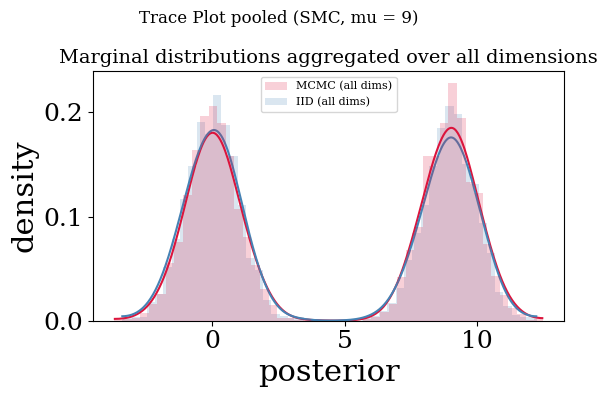 Trace Plot pooled (SMC, mu = 9)
Marginal distributions aggregated over all dimensions
MCMC (all dims)
IID (all dims)
density
0.2
0.1
0.0
0
5
10
posterior